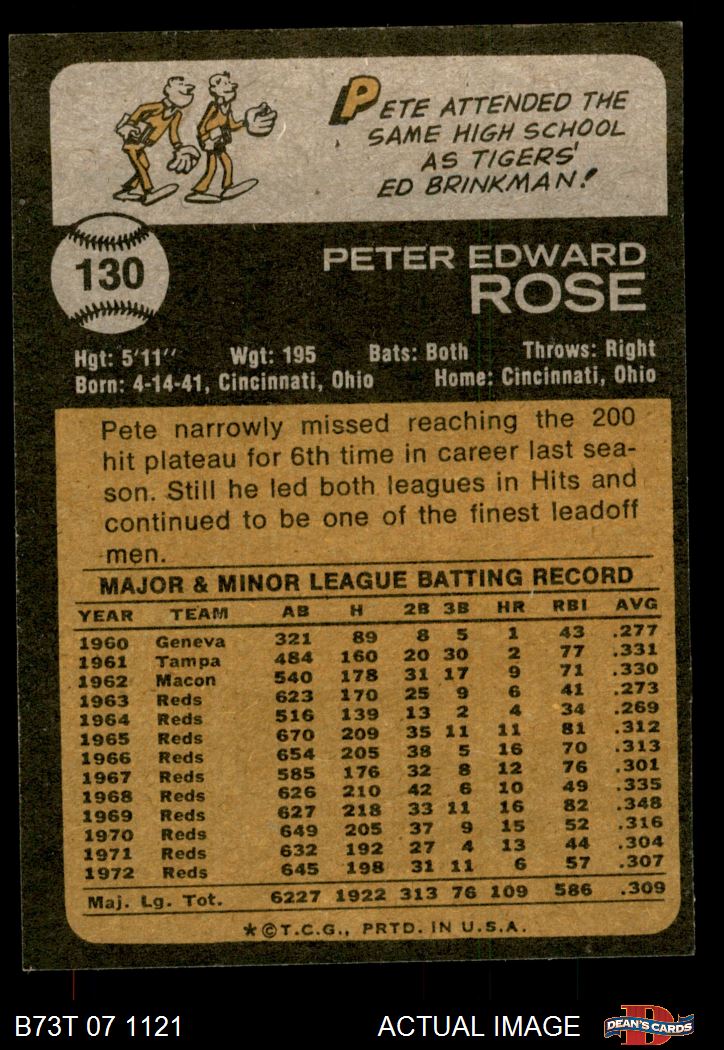 PETE ATTENDED THE
SAME HIGH SCHOOL
AS TIGERS'
ED BRINKMAN!
130
PETER EDWARD
ROSE
Hgt: 5'11'' Wgt: 195 Bats: Both Throws: Right
Born: 4-14-41, Cincinnati, Ohio Home: Cincinnati, Ohio
Pete narrowly missed reaching the 200
hit plateau for 6th time in career last sea-
son. Still he led both leagues in Hits and
continued to be one of the finest leadoff
men.
MAJOR & MINOR LEAGUE BATTING RECORD
YEAR TEAM AB H 2B 3B HR RBI AVG
1960 Geneva 321 89 8 5 1 43 .277
1961 Tampa 484 160 20 30 2 77 .331
1962 Macon 540 178 31 17 9 71 .330
1963 Reds 623 170 25 9 6 41 .273
1964 Reds 516 139 13 2 4 34 .269
1965 Reds 670 209 35 11 11 81 .312
1966 Reds 654 205 38 5 16 70 .313
1967 Reds 585 176 32 8 12 76 .301
1968 Reds 626 210 42 6 10 49 .335
1969 Reds 627 218 33 11 16 82 .348
1970 Reds 649 205 37 9 15 52 .316
1971 Reds 632 192 27 4 13 44 .304
1972 Reds 645 198 31 11 6 57 .307
Maj. Lg. Tot. 6227 1922 313 76 109 586 .309
*©T.C.G., PRTD. IN U.S.A.
B73T 07 1121 ACTUAL IMAGE D DEAN'S CARDS